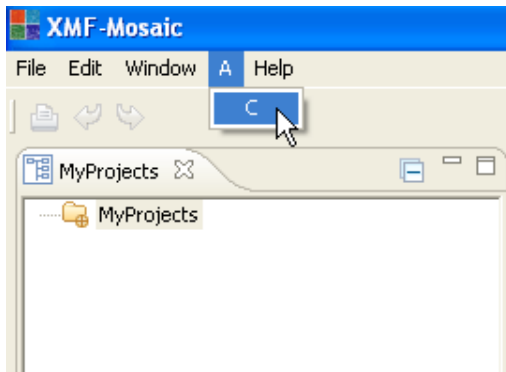 XMF-Mosaic
File Edit Window A Help
C
MyProjects
MyProjects